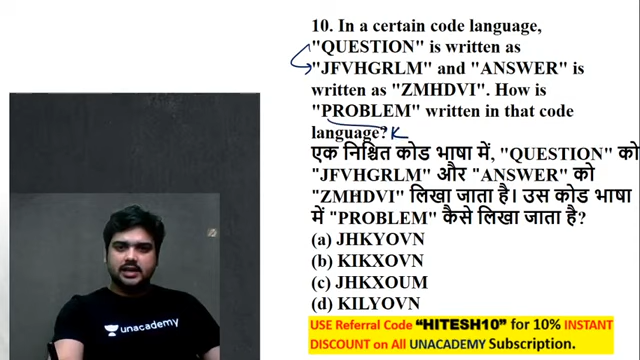 10. In a certain code language,
"QUESTION" is written as
"JFVHGRLM" and "ANSWER" is
written as "ZMHDVI". How is
"PROBLEM" written in that code
language? K
एक निश्चित कोड भाषा में, "QUESTION" को
"JFVHGRLM" और "ANSWER" को
"ZMHDVI" लिखा जाता है। उस कोड भाषा
में "PROBLEM" कैसे लिखा जाता है?
(a) JHKYOVN
(b) KIKXOVN
(c) JHKXOUM
(d) KILYOVN
USE Referral Code "HITESH10" for 10% INSTANT
DISCOUNT on All UNACADEMY Subscription.
unacademy